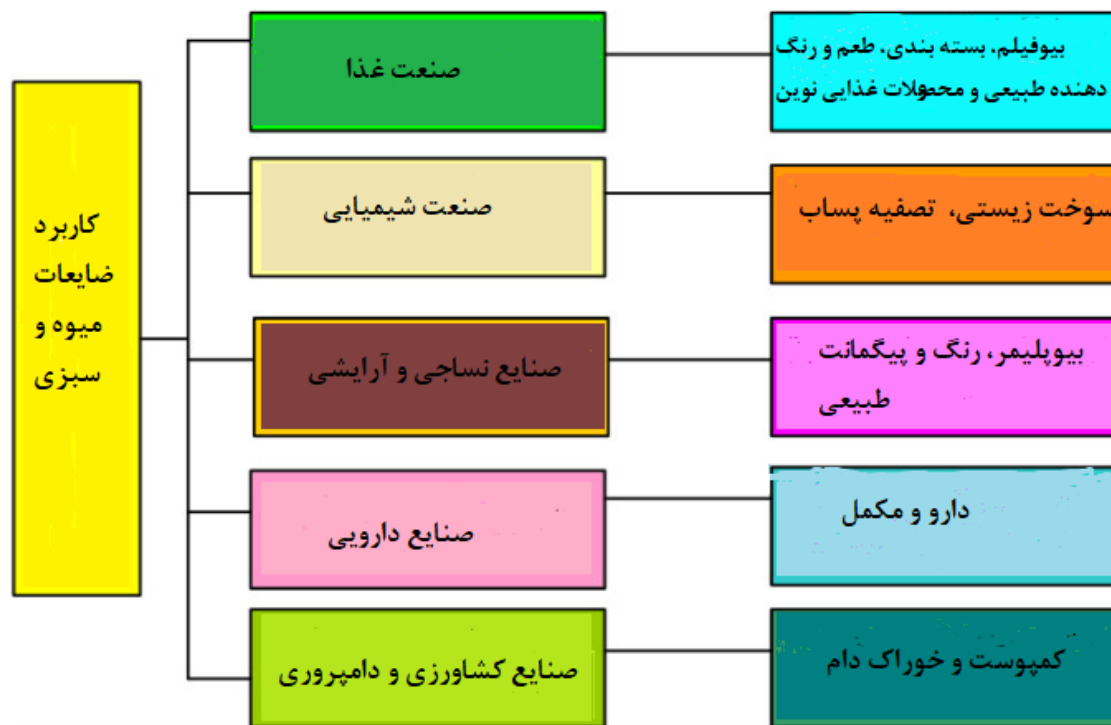 کاربرد
ضایعات
میوه و
سبزی
صنعت غذا
بیوفیلم، بسته بندی، طعم و رنگ
دهنده طبیعی و محصولات غذایی نوین
صنعت شیمیایی
سوخت زیستی، تصفیه پساب
صنایع نساجی و آرایشی
بیوپلیمر، رنگ و پیگمانت
طبیعی
صنایع دارویی
دارو و مکمل
صنایع کشاورزی و دامپروری
کمپوست و خوراک دام